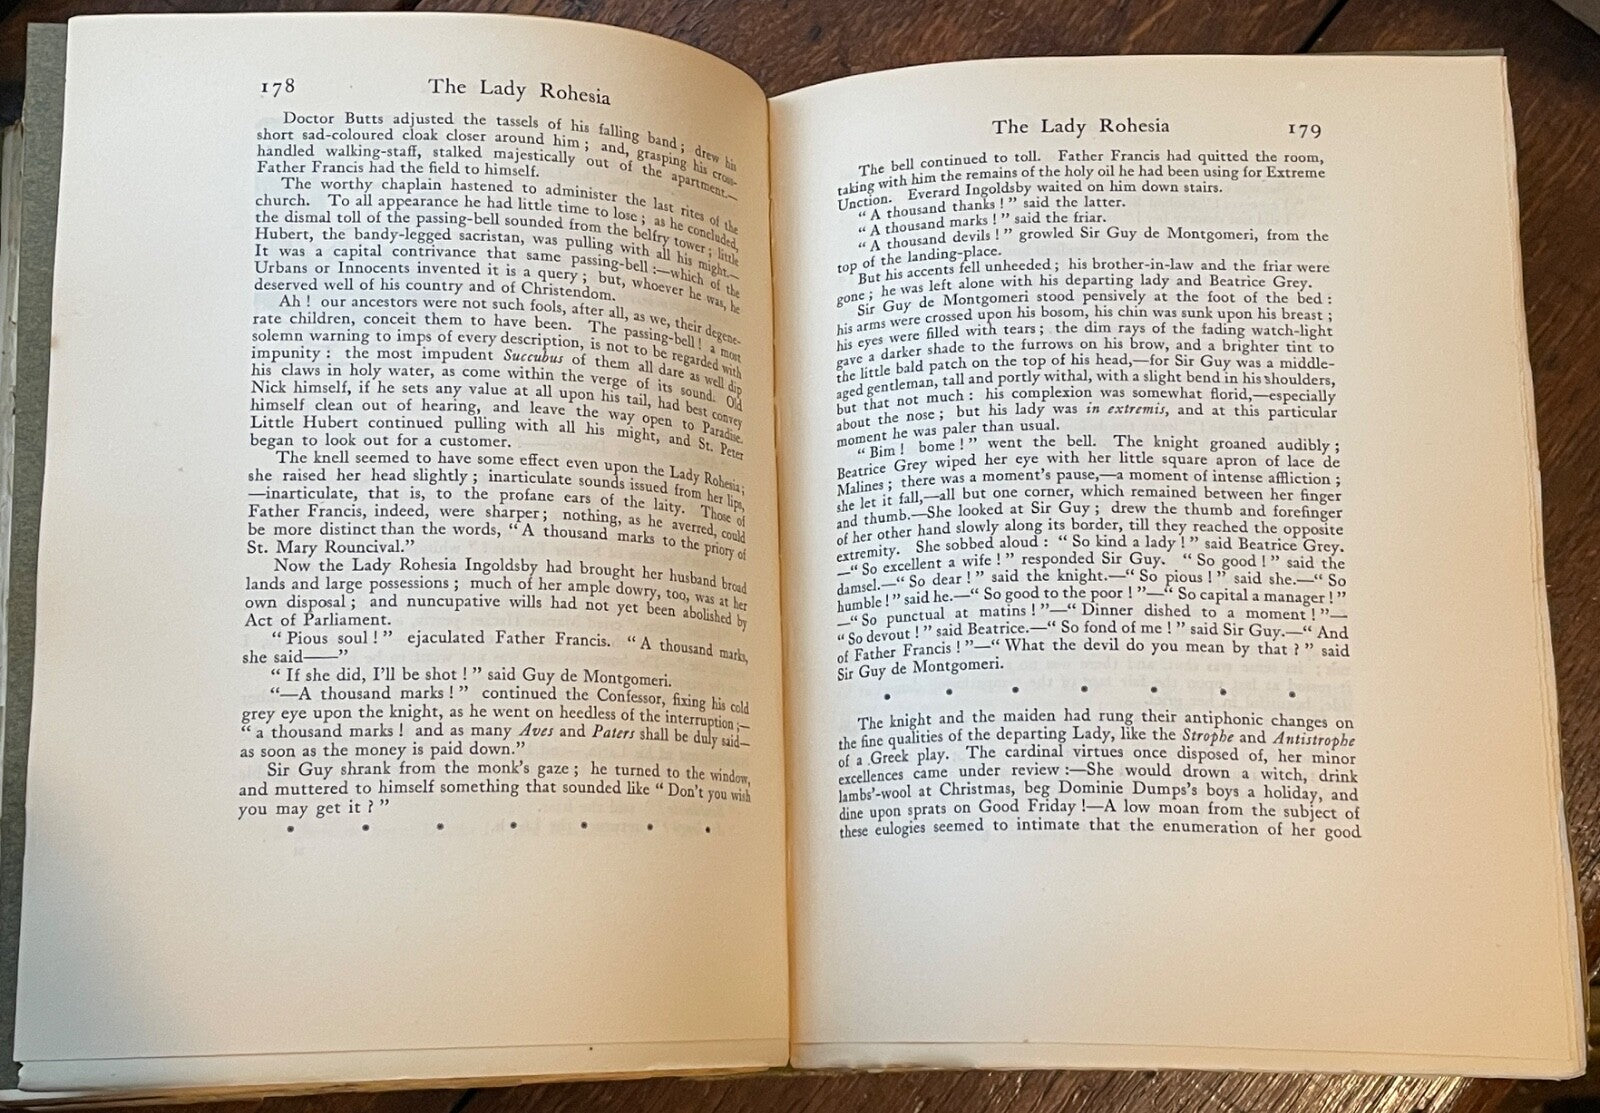 178
The Lady Rohesia
Doctor Butts adjusted the tassels of his falling band; drew his
short sad-coloured cloak closer around him; and, grasping his cross-
handled walking-staff, stalked majestically out of the apartment.—
Father Francis had the field to himself.
The worthy chaplain hastened to administer the last rites of the
church. To all appearance he had little time to lose; as he concluded,
the dismal toll of the passing-bell sounded from the belfry tower; little
Hubert, the bandy-legged sacristan, was pulling with all his might.—
It was a capital contrivance that same passing-bell:—which of the
Urbans or Innocents invented it is a query; but, whoever he was, he
deserved well of his country and of Christendom.
Ah! our ancestors were not such fools, after all, as we, their degene-
rate children, conceit them to have been. The passing-bell! a most
solemn warning to imps of every description, is not to be regarded with
impunity: the most impudent Succubus of them all dare as well dip
his claws in holy water, as come within the verge of its sound. Old
Nick himself, if he sets any value at all upon his tail, had best convey
himself clean out of hearing, and leave the way open to Paradise.
Little Hubert continued pulling with all his might, and St. Peter
began to look out for a customer.
The knell seemed to have some effect even upon the Lady Rohesia;
she raised her head slightly; inarticulate sounds issued from her lips,
—inarticulate, that is, to the profane ears of the laity. Those of
Father Francis, indeed, were sharper; nothing, as he averred, could
be more distinct than the words, “A thousand marks to the priory of
St. Mary Rouncival.”
Now the Lady Rohesia Ingoldsby had brought her husband broad
lands and large possessions; much of her ample dowry, too, was at her
own disposal; and nuncupative wills had not yet been abolished by
Act of Parliament.
“Pious soul!” ejaculated Father Francis. “A thousand marks,
she said——”
“If she did, I'll be shot!” said Guy de Montgomeri.
“—A thousand marks!” continued the Confessor, fixing his cold
grey eye upon the knight, as he went on heedless of the interruption;—
“a thousand marks! and as many Aves and Paters shall be duly said—
as soon as the money is paid down.”
Sir Guy shrank from the monk's gaze; he turned to the window,
and muttered to himself something that sounded like “Don't you wish
you may get it?”
The Lady Rohesia
179
The bell continued to toll. Father Francis had quitted the room,
taking with him the remains of the holy oil he had been using for Extreme
Unction. Everard Ingoldsby waited on him down stairs.
“A thousand thanks!” said the latter.
“A thousand marks!” said the friar.
“A thousand devils!” growled Sir Guy de Montgomeri, from the
top of the landing-place.
But his accents fell unheeded; his brother-in-law and the friar were
gone; he was left alone with his departing lady and Beatrice Grey.
Sir Guy de Montgomeri stood pensively at the foot of the bed:
his arms were crossed upon his bosom, his chin was sunk upon his breast;
his eyes were filled with tears; the dim rays of the fading watch-light
gave a darker shade to the furrows on his brow, and a brighter tint to
the little bald patch on the top of his head,—for Sir Guy was a middle-
aged gentleman, tall and portly withal, with a slight bend in his shoulders,
but that not much: his complexion was somewhat florid,—especially
about the nose; but his lady was in extremis, and at this particular
moment he was paler than usual.
“Bim! bome!” went the bell. The knight groaned audibly;
Beatrice Grey wiped her eye with her little square apron of lace de
Malines; there was a moment's pause,—a moment of intense affliction;
she let it fall,—all but one corner, which remained between her finger
and thumb.—She looked at Sir Guy; drew the thumb and forefinger
of her other hand slowly along its border, till they reached the opposite
extremity. She sobbed aloud: “So kind a lady!” said Beatrice Grey.
—“So excellent a wife!” responded Sir Guy. “So good!” said the
damsel.—“So dear!” said the knight.—“So pious!” said she.—“So
humble!” said he.—“So good to the poor!”—“So capital a manager!”
—“So punctual at matins!”—“Dinner dished to a moment!”—
“So devout!” said Beatrice.—“So fond of me!” said Sir Guy.—“And
of Father Francis!”—“What the devil do you mean by that?” said
Sir Guy de Montgomeri.
The knight and the maiden had rung their antiphonic changes on
the fine qualities of the departing Lady, like the Strophe and Antistrophe
of a Greek play. The cardinal virtues once disposed of, her minor
excellences came under review:—She would drown a witch, drink
lambs'-wool at Christmas, beg Dominie Dumps's boys a holiday, and
dine upon sprats on Good Friday!—A low moan from the subject of
these eulogies seemed to intimate that the enumeration of her good